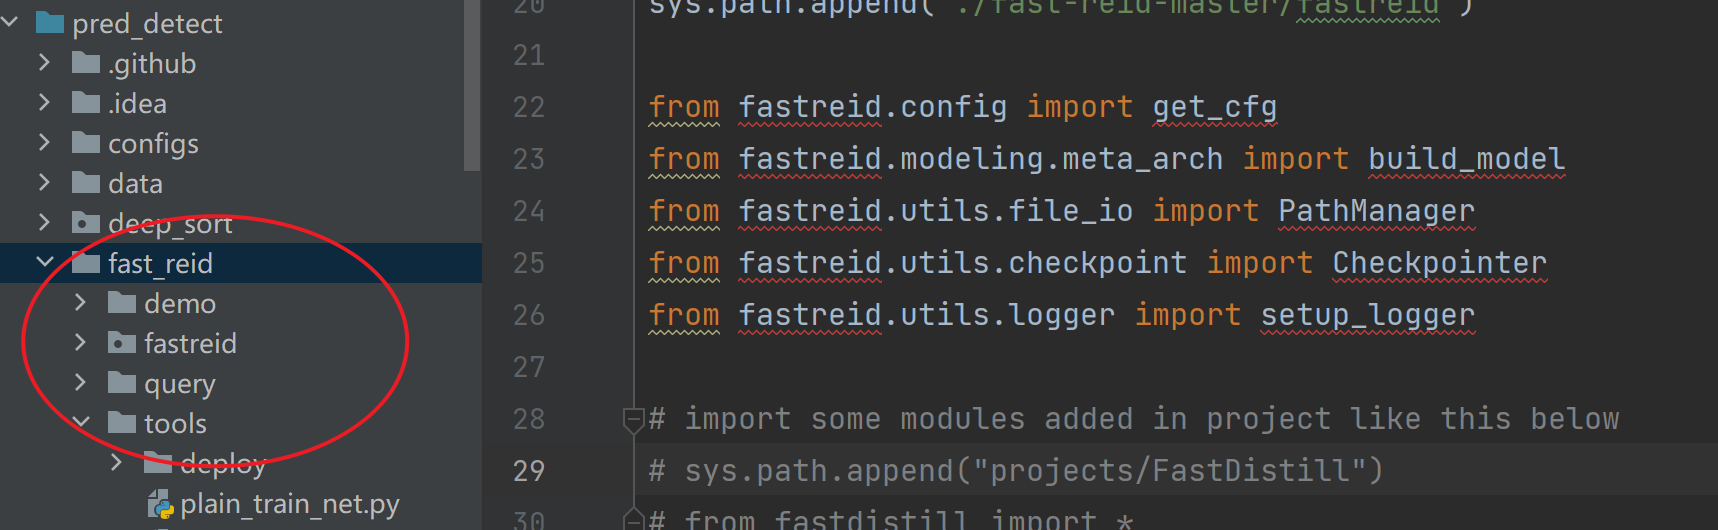 pred_detect
.github
.idea
configs
data
deep_sort
fast_reid
demo
fastreid
query
tools
deploy
plain_train_net.py
20 sys.path.append('./fast-reid-master/fastreid')
21
22 from fastreid.config import get_cfg
23 from fastreid.modeling.meta_arch import build_model
24 from fastreid.utils.file_io import PathManager
25 from fastreid.utils.checkpoint import Checkpointer
26 from fastreid.utils.logger import setup_logger
27
28 # import some modules added in project like this below
29 # sys.path.append("projects/FastDistill")
30 # from fastdistill import *